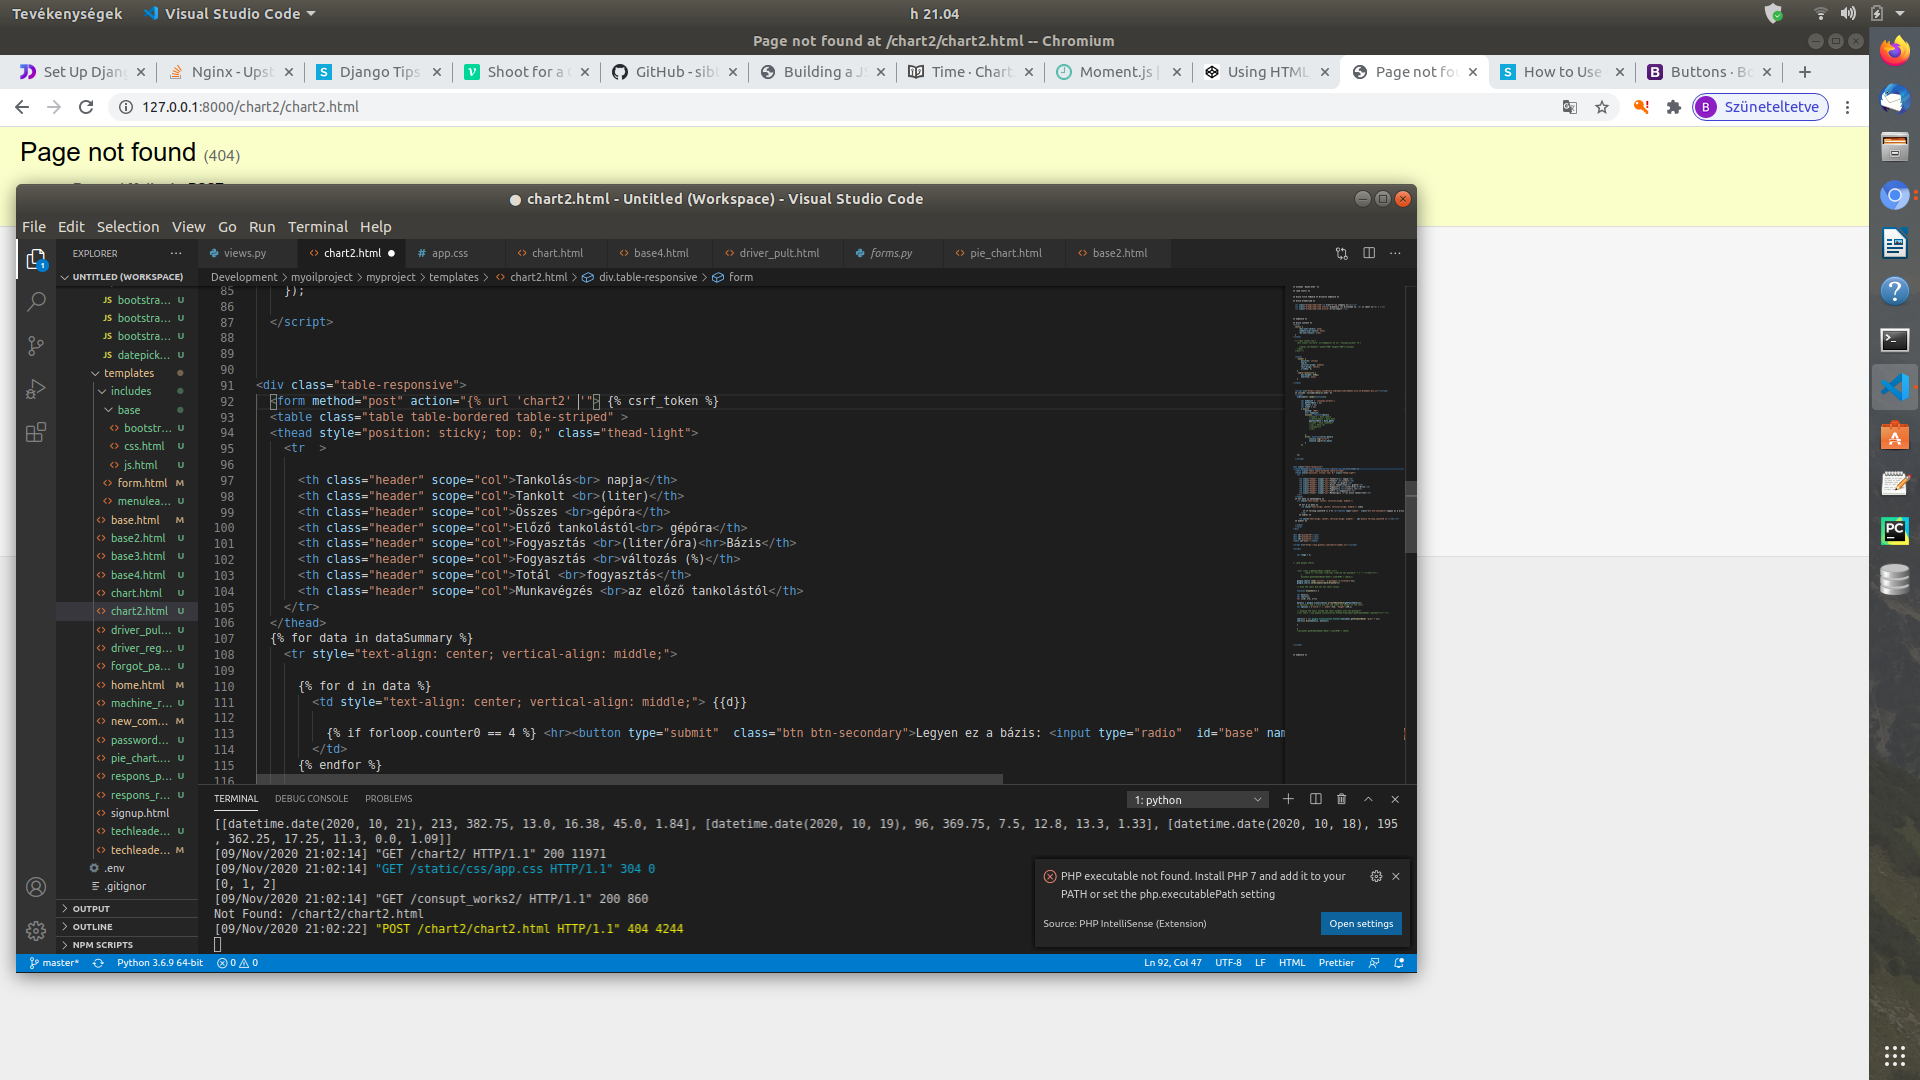 Tevékenységek
Visual Studio Code
h 21.04
Page not found at /chart2/chart2.html -- Chromium
Set Up Djan
Nginx - Upst
Django Tips
Shoot for a
GitHub - sib
Building a JS
Time · Chart.
Moment.js |
Using HTML
Page not fou
How to Use
Buttons · Bo
127.0.0.1:8000/chart2/chart2.html
B Szüneteltetve
Page not found (404)
chart2.html - Untitled (Workspace) - Visual Studio Code
File Edit Selection View Go Run Terminal Help
EXPLORER
views.py
chart2.html
app.css
chart.html
base4.html
driver_pult.html
forms.py
pie_chart.html
base2.html
UNTITLED (WORKSPACE)
Development > myoilproject > myproject > templates > chart2.html > div.table-responsive > form
JS bootstra... U
JS bootstra... U
JS bootstra... U
JS datepick... U
templates
includes
base
bootstr... U
css.html U
js.html U
form.html M
menulea... U
base.html M
base2.html U
base3.html U
base4.html U
chart.html U
chart2.html U
driver_pul... U
driver_reg... U
forgot_pa... U
home.html M
machine_r... U
new_com... M
password... U
pie_chart.... U
respons_p... U
respons_r... U
signup.html
techleade... U
techleade... M
.env
.gitignor
OUTPUT
OUTLINE
NPM SCRIPTS
85 });
86
87 </script>
88
89
90
91 <div class="table-responsive">
92 <form method="post" action="{% url 'chart2' '"> {% csrf_token %}
93 <table class="table table-bordered table-striped" >
94 <thead style="position: sticky; top: 0;" class="thead-light">
95 <tr >
96
97 <th class="header" scope="col">Tankolás<br> napja</th>
98 <th class="header" scope="col">Tankolt <br>(liter)</th>
99 <th class="header" scope="col">Összes <br>gépóra</th>
100 <th class="header" scope="col">Előző tankolástól<br> gépóra</th>
101 <th class="header" scope="col">Fogyasztás <br>(liter/óra)<hr>Bázis</th>
102 <th class="header" scope="col">Fogyasztás <br>változás (%)</th>
103 <th class="header" scope="col">Totál <br>fogyasztás</th>
104 <th class="header" scope="col">Munkavégzés <br>az előző tankolástól</th>
105 </tr>
106 </thead>
107 {% for data in dataSummary %}
108 <tr style="text-align: center; vertical-align: middle;">
109
110 {% for d in data %}
111 <td style="text-align: center; vertical-align: middle;"> {{d}}
112
113 {% if forloop.counter0 == 4 %} <hr><button type="submit"  class="btn btn-secondary">Legyen ez a bázis: <input type="radio"  id="base" nam
114 </td>
115 {% endfor %}
116
TERMINAL DEBUG CONSOLE PROBLEMS
1: python
[[datetime.date(2020, 10, 21), 213, 382.75, 13.0, 16.38, 45.0, 1.84], [datetime.date(2020, 10, 19), 96, 369.75, 7.5, 12.8, 13.3, 1.33], [datetime.date(2020, 10, 18), 195
, 362.25, 17.25, 11.3, 0.0, 1.09]]
[09/Nov/2020 21:02:14] "GET /chart2/ HTTP/1.1" 200 11971
[09/Nov/2020 21:02:14] "GET /static/css/app.css HTTP/1.1" 304 0
[0, 1, 2]
[09/Nov/2020 21:02:14] "GET /consupt_works2/ HTTP/1.1" 200 860
Not Found: /chart2/chart2.html
[09/Nov/2020 21:02:22] "POST /chart2/chart2.html HTTP/1.1" 404 4244
PHP executable not found. Install PHP 7 and add it to your
PATH or set the php.executablePath setting
Source: PHP IntelliSense (Extension)
Open settings
master* Python 3.6.9 64-bit 0 0
Ln 92, Col 47 UTF-8 LF HTML Prettier
PC